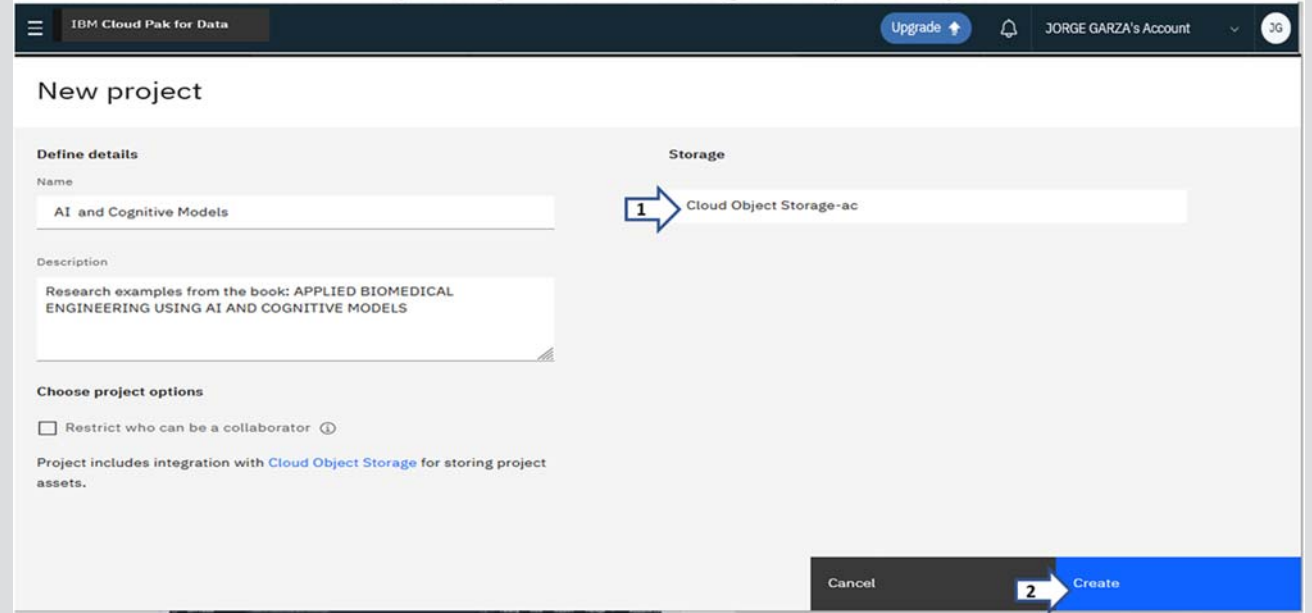 IBM Cloud Pak for Data
Upgrade
JORGE GARZA's Account
JG
New project
Define details
Name
AI and Cognitive Models
Description
Research examples from the book: APPLIED BIOMEDICAL
ENGINEERING USING AI AND COGNITIVE MODELS
Choose project options
Restrict who can be a collaborator
Project includes integration with Cloud Object Storage for storing project
assets.
Storage
1
Cloud Object Storage-ac
Cancel
2
Create